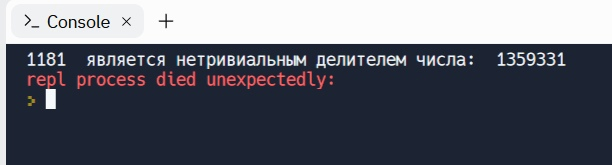 >_ Console × +
1181 является нетривиальным делителем числа: 1359331
repl process died unexpectedly:
>